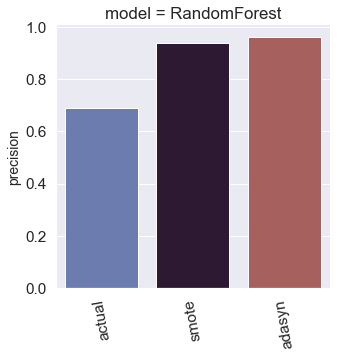 model = RandomForest
precision
1.0
0.8
0.6
0.4
0.2
0.0
actual
smote
adasyn